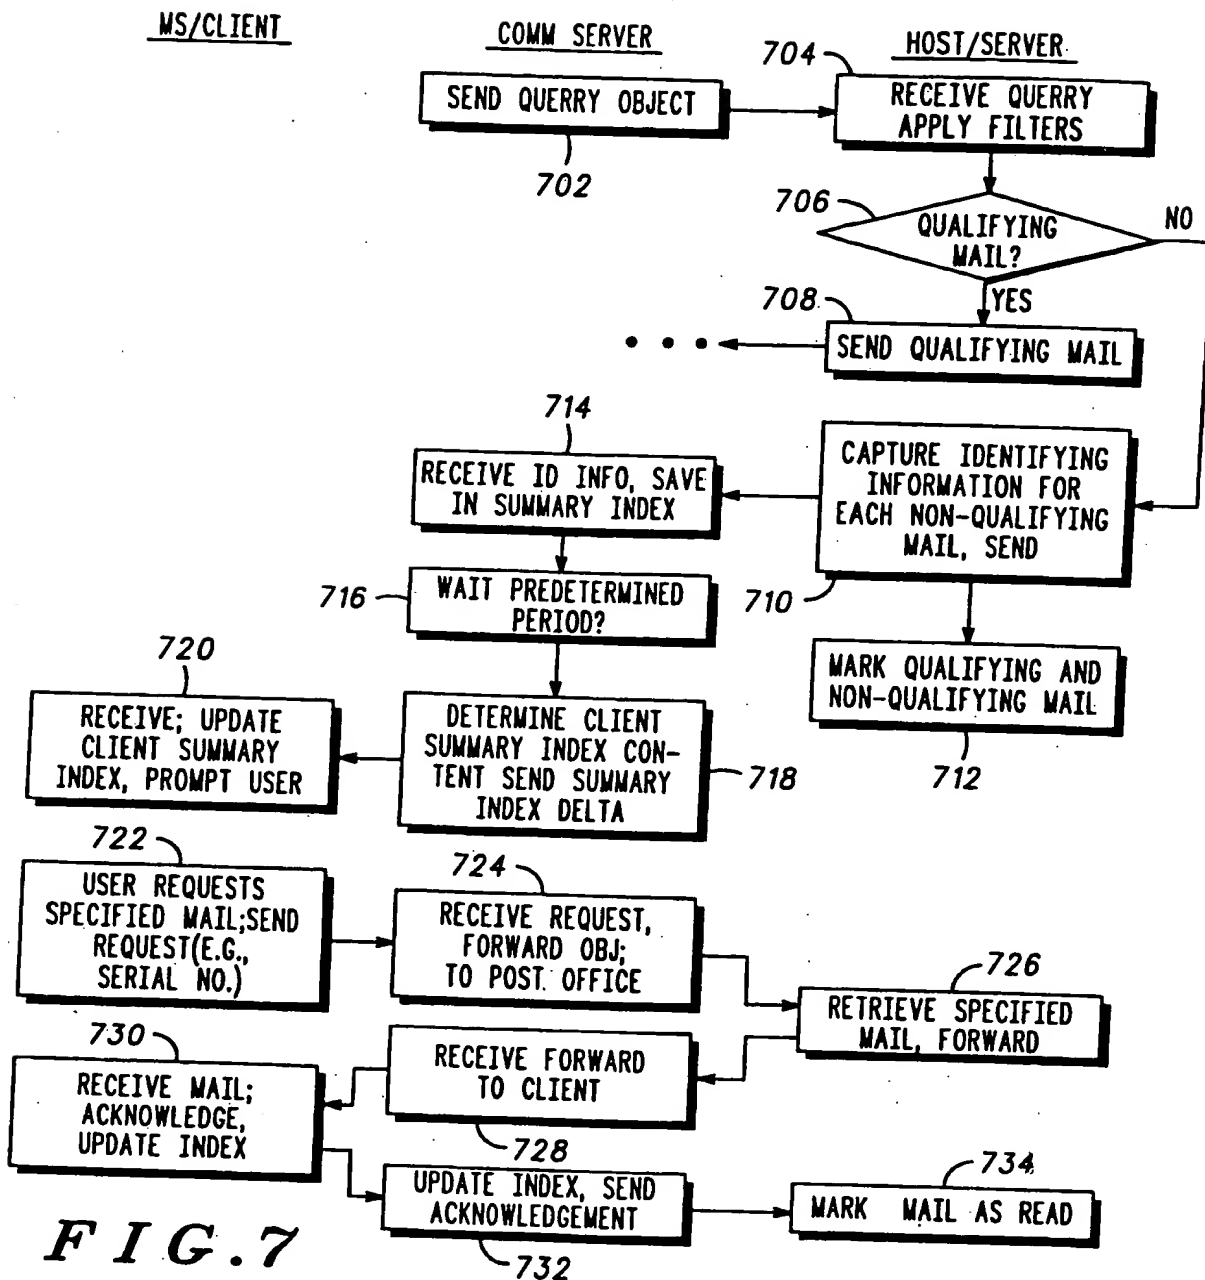 MS/CLIENT
COMM SERVER
HOST/SERVER
704
SEND QUERRY OBJECT
RECEIVE QUERRY
APPLY FILTERS
702
706
QUALIFYING
MAIL?
NO
YES
708
SEND QUALIFYING MAIL
714
RECEIVE ID INFO, SAVE
IN SUMMARY INDEX
CAPTURE IDENTIFYING
INFORMATION FOR
EACH NON-QUALIFYING
MAIL, SEND
710
716
WAIT PREDETERMINED
PERIOD?
MARK QUALIFYING AND
NON-QUALIFYING MAIL
712
720
RECEIVE; UPDATE
CLIENT SUMMARY
INDEX, PROMPT USER
DETERMINE CLIENT
SUMMARY INDEX CON-
TENT SEND SUMMARY
INDEX DELTA
718
722
USER REQUESTS
SPECIFIED MAIL;SEND
REQUEST(E.G.,
SERIAL NO.)
724
RECEIVE REQUEST,
FORWARD OBJ;
TO POST OFFICE
726
RETRIEVE SPECIFIED
MAIL, FORWARD
730
RECEIVE MAIL;
ACKNOWLEDGE,
UPDATE INDEX
RECEIVE FORWARD
TO CLIENT
728
UPDATE INDEX, SEND
ACKNOWLEDGEMENT
732
734
MARK MAIL AS READ
FIG.7